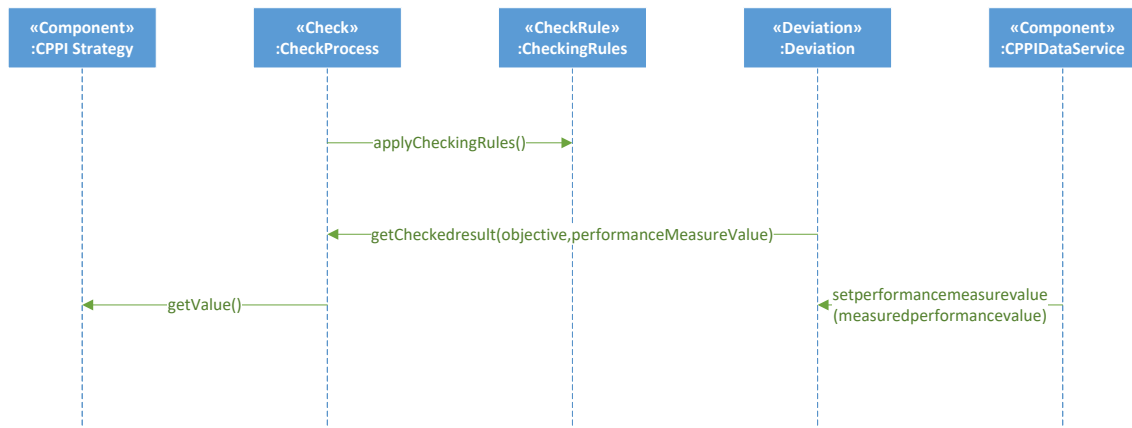 «Component»
:CPPI Strategy
«Check»
:CheckProcess
«CheckRule»
:CheckingRules
«Deviation»
:Deviation
«Component»
:CPPIDataService
applyCheckingRules()
getCheckedresult(objective,performanceMeasureValue)
getValue()
setperformancemeasurevalue
(measuredperformancevalue)